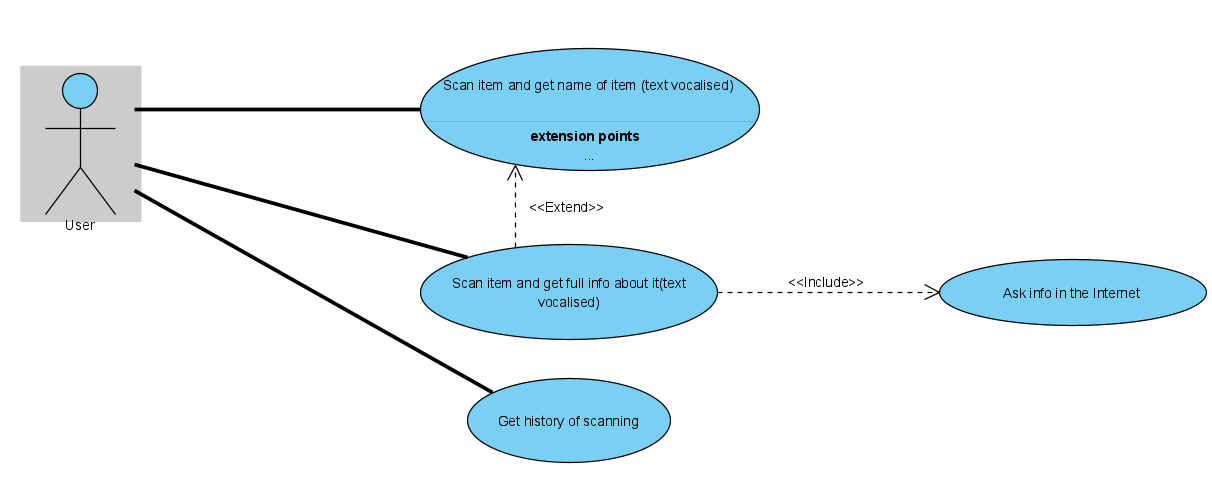 Scan item and get name of item (text vocalised)
extension points
...
User
<<Extend>>
Scan item and get full info about it(text
vocalised)
<<Include>>
Ask info in the Internet
Get history of scanning